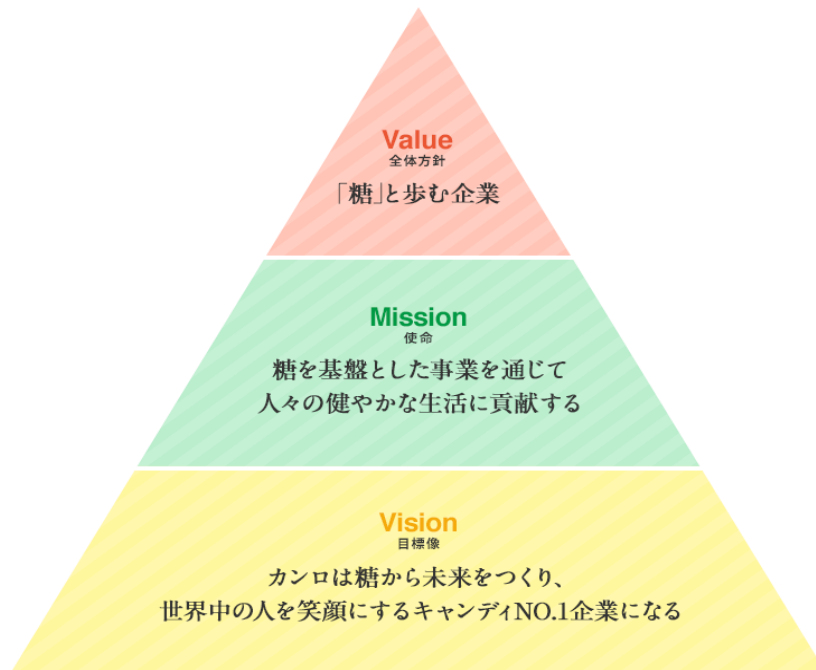 Value
全体方針
「糖」と歩む企業
Mission
使命
糖を基盤とした事業を通じて
人々の健やかな生活に貢献する
Vision
目標像
カンロは糖から未来をつくり、
世界中の人を笑顔にするキャンディNO.1企業になる